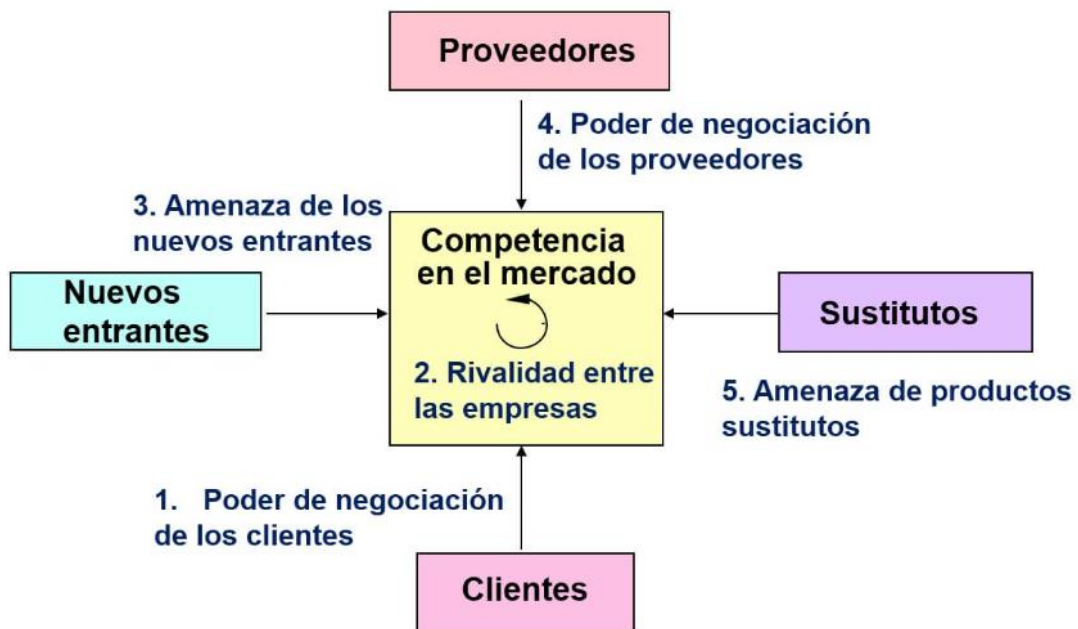 Proveedores
4. Poder de negociación
de los proveedores
3. Amenaza de los
nuevos entrantes
Competencia
en el mercado
Nuevos
entrantes
Sustitutos
2. Rivalidad entre
las empresas
5. Amenaza de productos
sustitutos
1. Poder de negociación
de los clientes
Clientes